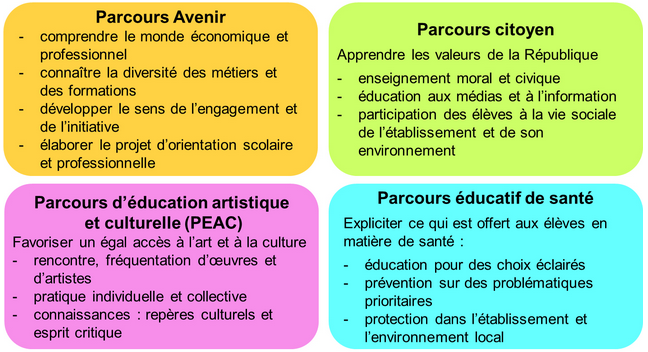 Parcours Avenir
- comprendre le monde économique et
professionnel
- connaître la diversité des métiers et
des formations
- développer le sens de l'engagement et
de l'initiative
- élaborer le projet d'orientation scolaire
et professionnelle
Parcours citoyen
Apprendre les valeurs de la République
- enseignement moral et civique
- éducation aux médias et à l'information
- participation des élèves à la vie sociale
de l'établissement et de son
environnement
Parcours d'éducation artistique
et culturelle (PEAC)
Favoriser un égal accès à l'art et à la culture
- rencontre, fréquentation d'œuvres et
d'artistes
- pratique individuelle et collective
- connaissances : repères culturels et
esprit critique
Parcours éducatif de santé
Expliciter ce qui est offert aux élèves en
matière de santé :
- éducation pour des choix éclairés
- prévention sur des problématiques
prioritaires
- protection dans l'établissement et
l'environnement local